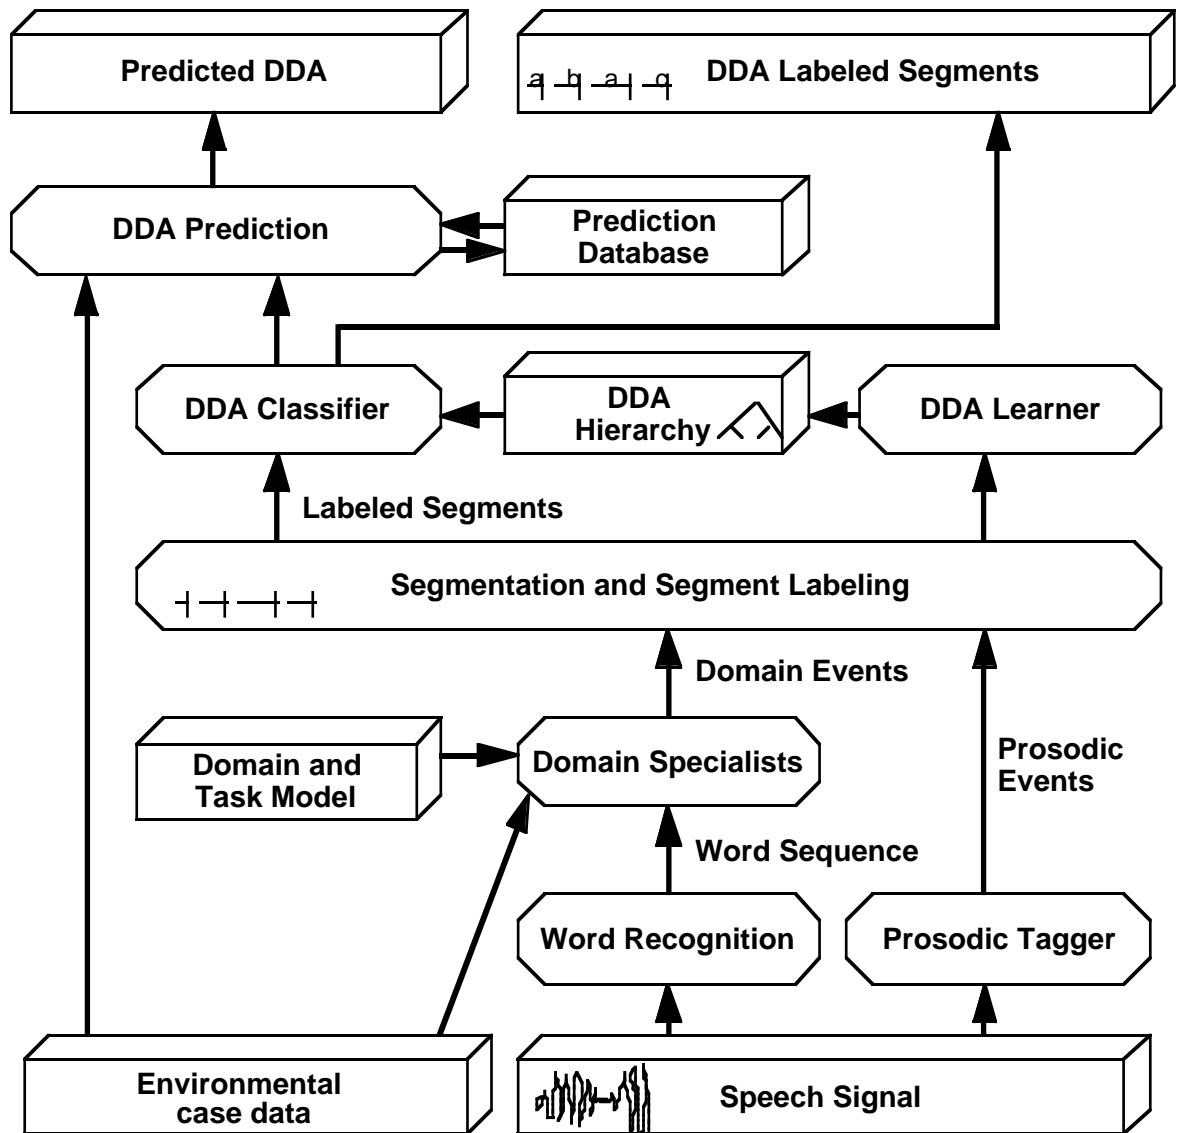 Predicted DDA
a b a c
DDA Labeled Segments
DDA Prediction
Prediction
Database
DDA Classifier
DDA
Hierarchy
DDA Learner
Labeled Segments
Segmentation and Segment Labeling
Domain Events
Domain and
Task Model
Domain Specialists
Prosodic
Events
Word Sequence
Word Recognition
Prosodic Tagger
Environmental
case data
Speech Signal